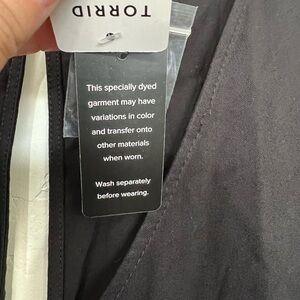 TORRID
This specially dyed
garment may have
variations in color
and transfer onto
other materials
when worn.
Wash separately
before wearing.